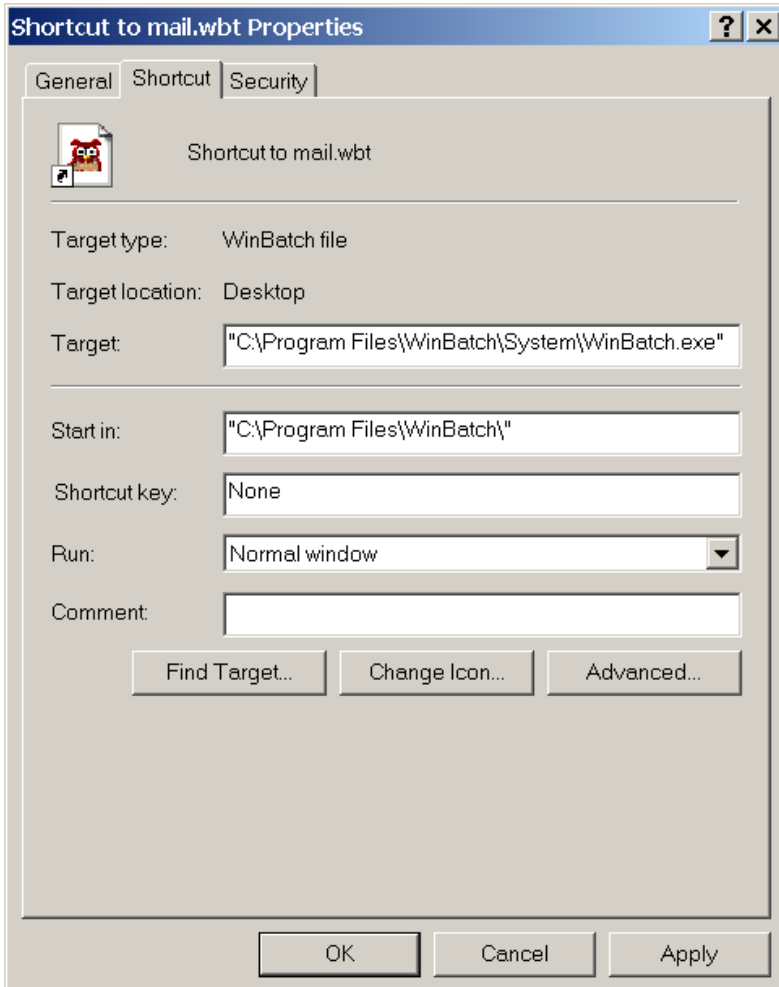 Shortcut to mail.wbt Properties
General Shortcut Security
Shortcut to mail.wbt
Target type: WinBatch file
Target location: Desktop
Target: "C:\Program Files\WinBatch\System\WinBatch.exe"
Start in: "C:\Program Files\WinBatch\"
Shortcut key: None
Run: Normal window
Comment:
Find Target... Change Icon... Advanced...
OK Cancel Apply